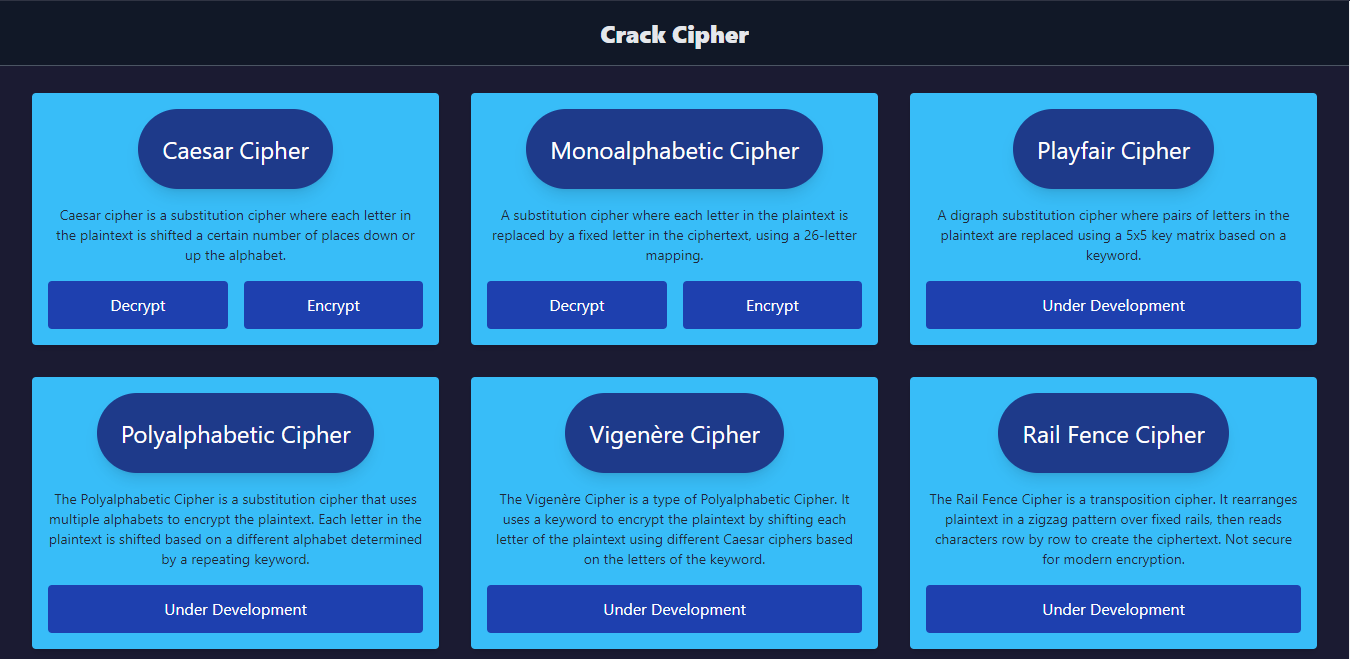 Crack Cipher
Caesar Cipher
Caesar cipher is a substitution cipher where each letter in
the plaintext is shifted a certain number of places down or
up the alphabet.
Decrypt
Encrypt
Monoalphabetic Cipher
A substitution cipher where each letter in the plaintext is
replaced by a fixed letter in the ciphertext, using a 26-letter
mapping.
Decrypt
Encrypt
Playfair Cipher
A digraph substitution cipher where pairs of letters in the
plaintext are replaced using a 5x5 key matrix based on a
keyword.
Under Development
Polyalphabetic Cipher
The Polyalphabetic Cipher is a substitution cipher that uses
multiple alphabets to encrypt the plaintext. Each letter in the
plaintext is shifted based on a different alphabet determined
by a repeating keyword.
Under Development
Vigenère Cipher
The Vigenère Cipher is a type of Polyalphabetic Cipher. It
uses a keyword to encrypt the plaintext by shifting each
letter of the plaintext using different Caesar ciphers based
on the letters of the keyword.
Under Development
Rail Fence Cipher
The Rail Fence Cipher is a transposition cipher. It rearranges
plaintext in a zigzag pattern over fixed rails, then reads
characters row by row to create the ciphertext. Not secure
for modern encryption.
Under Development